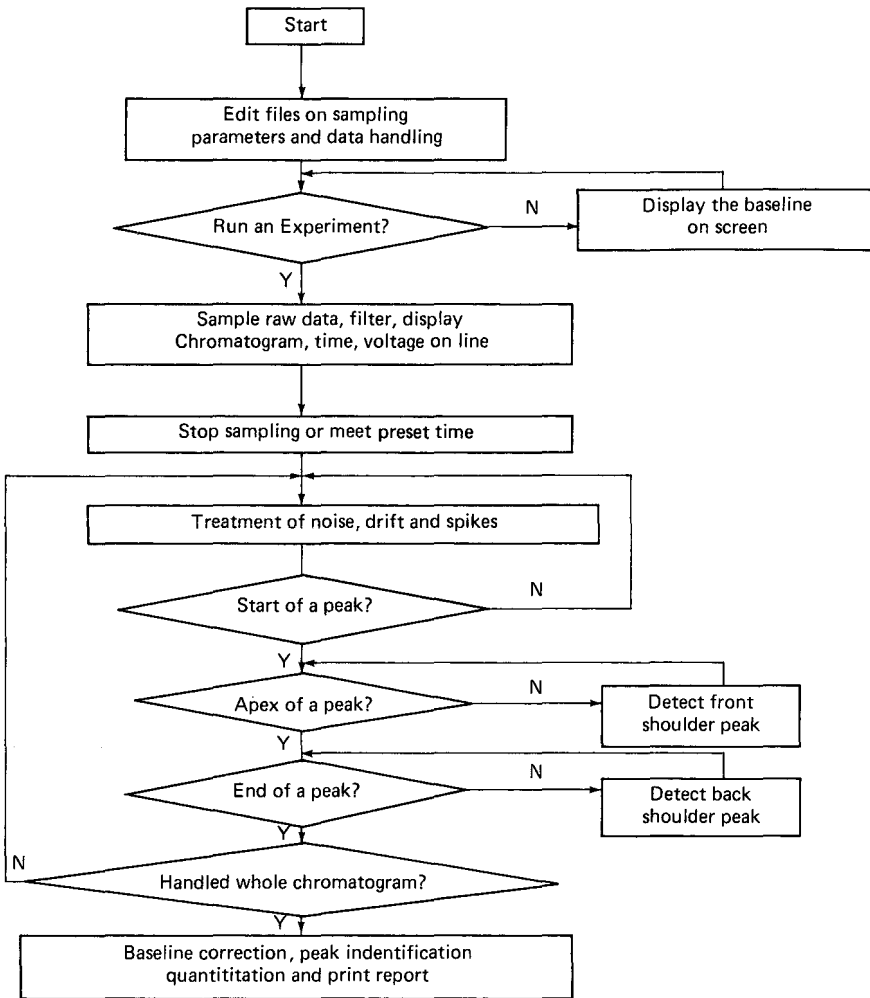 Start
Edit files on sampling
parameters and data handling
Run an Experiment?
N
Display the baseline
on screen
Y
Sample raw data, filter, display
Chromatogram, time, voltage on line
Stop sampling or meet preset time
Treatment of noise, drift and spikes
Start of a peak?
N
Y
Apex of a peak?
N
Detect front
shoulder peak
Y
End of a peak?
N
Detect back
shoulder peak
Y
N
Handled whole chromatogram?
Y
Baseline correction, peak indentification
quantititation and print report